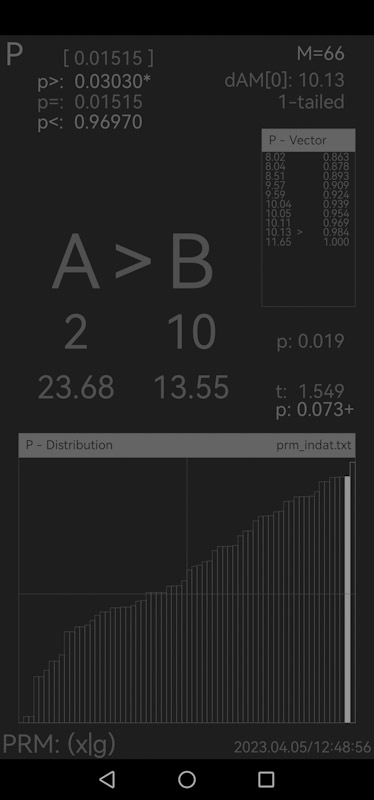 P
[ 0.01515 ]
M=66
p>: 0.03030*
dAM[0]: 10.13
p=: 0.01515
1-tailed
p<: 0.96970
P - Vector
8.02 0.863
8.04 0.878
8.51 0.893
9.57 0.909
9.59 0.924
10.04 0.939
10.05 0.954
10.11 0.969
10.13 > 0.984
11.65 1.000
A > B
2 10
p: 0.019
23.68 13.55
t: 1.549
p: 0.073+
P - Distribution prm_indat.txt
PRM: (x|g)
2023.04.05/12:48:56